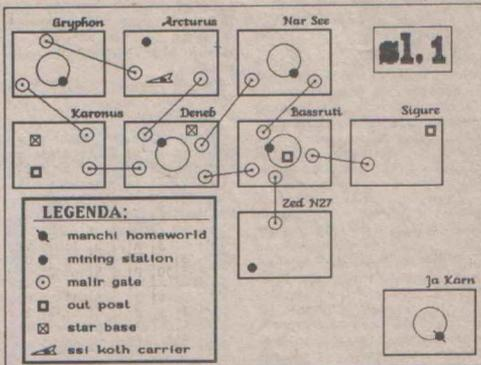 Gryphon Arcturus Nar See
sl. 1
Karonus Deneb Bassruti Sigure
Zed N27
LEGENDA:
manchi homeworld
mining station
malir gate
out post
star base
ssi koth carrier
Ja Karn